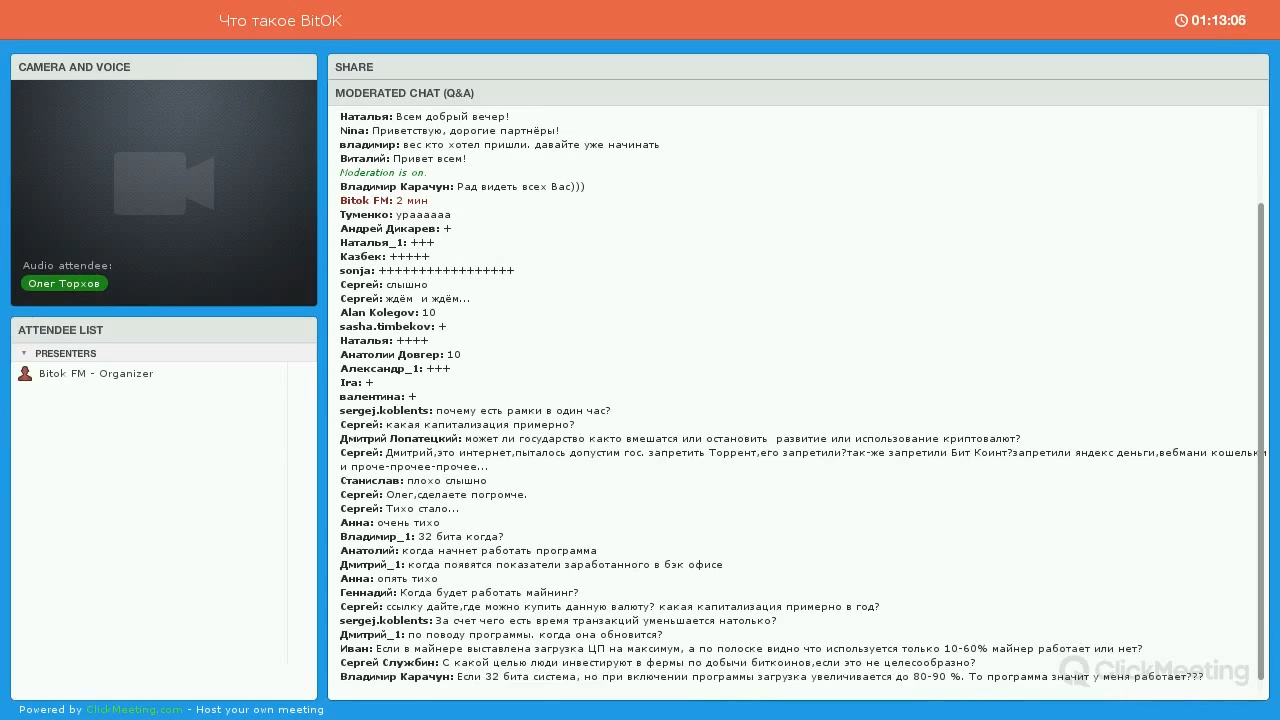 Что такое BitOK
01:13:06
CAMERA AND VOICE
Audio attendee:
Олег Торхов
ATTENDEE LIST
PRESENTERS
Bitok FM - Organizer
SHARE
MODERATED CHAT (Q&A)
Наталья: Всем добрый вечер!
Nina: Приветствую, дорогие партнёры!
владимир: вес кто хотел пришли. давайте уже начинать
Виталий: Привет всем!
Moderation is on.
Владимир Карачун: Рад видеть всех Вас)))
Bitok FM: 2 мин
Туменко: ураааааа
Андрей Дикарев: +
Наталья_1: +++
Казбек: +++++
sonja: +++++++++++++++++
Сергей: слышно
Сергей: ждём  и ждём...
Alan Kolegov: 10
sasha.timbekov: +
Наталья: ++++
Анатолии Довгер: 10
Александр_1: +++
Ira: +
валентина: +
sergej.koblents: почему есть рамки в один час?
Сергей: какая капитализация примерно?
Дмитрий Лопатецкий: может ли государство както вмешатся или остановить  развитие или использование криптовалют?
Сергей: Дмитрий,это интернет,пыталось допустим гос. запретить Торрент,его запретили?так-же запретили Бит Коинт?запретили яндекс деньги,вебмани кошельки
и проче-прочее-прочее...
Станислав: плохо слышно
Сергей: Олег,сделаете погромче.
Сергей: Тихо стало...
Анна: очень тихо
Владимир_1: 32 бита когда?
Анатолий: когда начнет работать программа
Дмитрий_1: когда появятся показатели заработанного в бэк офисе
Анна: опять тихо
Геннадий: Когда будет работать майнинг?
Сергей: ссылку дайте,где можно купить данную валюту? какая капитализация примерно в год?
sergej.koblents: За счет чего есть время транзакций уменьшается натолько?
Дмитрий_1: по поводу программы. когда она обновится?
Иван: Если в майнере выставлена загрузка ЦП на максимум, а по полоске видно что используется только 10-60% майнер работает или нет?
Сергей Службин: С какой целью люди инвестируют в фермы по добычи биткоинов,если это не целесообразно?
Владимир Карачун: Если 32 бита система, но при включении программы загрузка увеличивается до 80-90 %. То программа значит у меня работает???
ClickMeeting
Powered by ClickMeeting.com - Host your own meeting